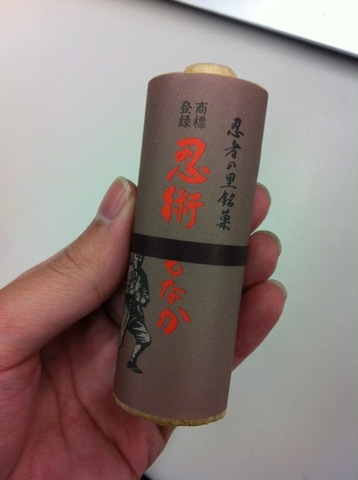 忍者の里銘菓
商標
登録
忍術
もなか